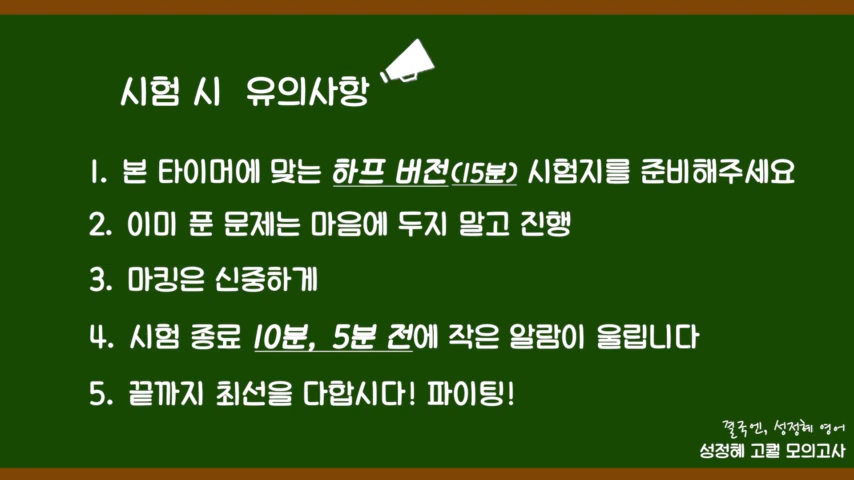 시험 시 유의사항
1. 본 타이머에 맞는 하프 버전(15분) 시험지를 준비해주세요
2. 이미 푼 문제는 마음에 두지 말고 진행
3. 마킹은 신중하게
4. 시험 종료 10분, 5분 전에 작은 알람이 울립니다
5. 끝까지 최선을 다합시다! 파이팅!
결국엔, 성정혜 영어
성정혜 고퀄 모의고사